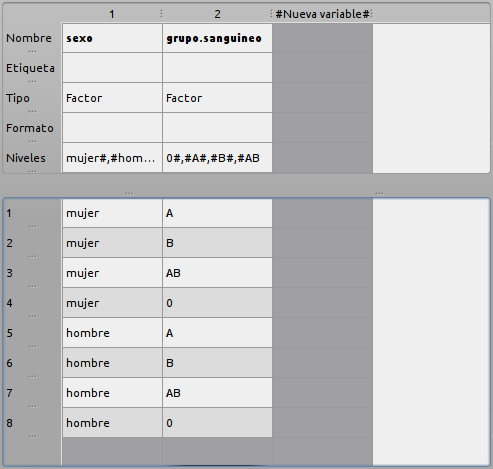 1 2 #Nueva variable#
Nombre sexo grupo.sanguineo
...
Etiqueta
...
Tipo Factor Factor
...
Formato
...
Niveles mujer#,#hom... 0#,#A#,#B#,#AB
...
... ...
1 mujer A
...
2 mujer B
...
3 mujer AB
...
4 mujer 0
...
5 hombre A
...
6 hombre B
...
7 hombre AB
...
8 hombre 0
...